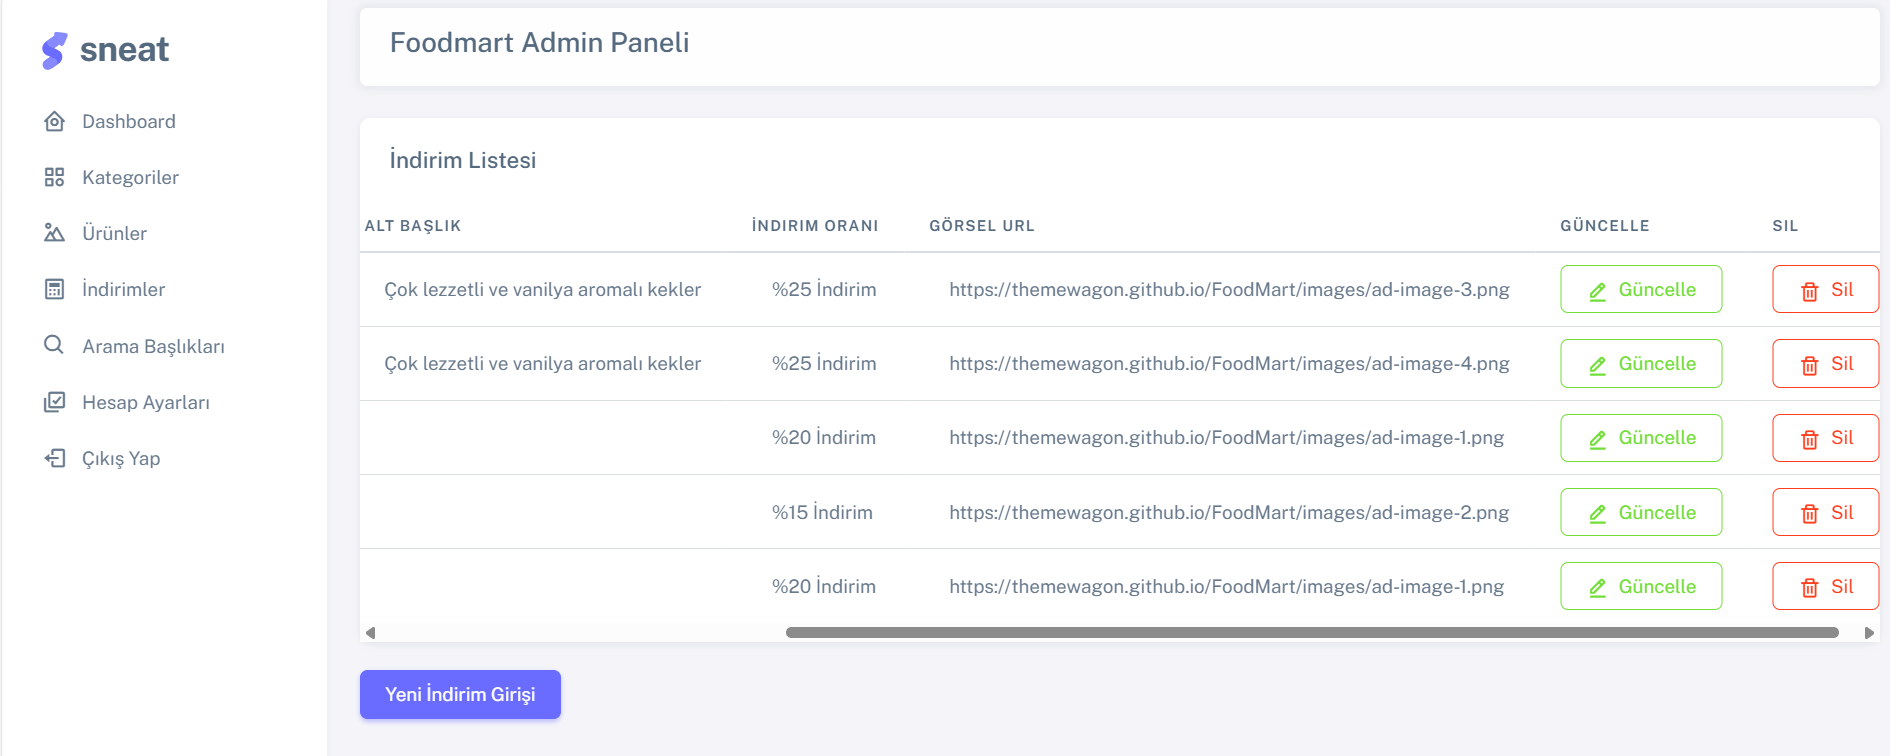 sneat
Dashboard
Kategoriler
Ürünler
İndirimler
Arama Başlıkları
Hesap Ayarları
Çıkış Yap
Foodmart Admin Paneli
İndirim Listesi
ALT BAŞLIK İNDIRIM ORANI GÖRSEL URL GÜNCELLE SIL
Çok lezzetli ve vanilya aromalı kekler %25 İndirim https://themewagon.github.io/FoodMart/images/ad-image-3.png Güncelle Sil
Çok lezzetli ve vanilya aromalı kekler %25 İndirim https://themewagon.github.io/FoodMart/images/ad-image-4.png Güncelle Sil
%20 İndirim https://themewagon.github.io/FoodMart/images/ad-image-1.png Güncelle Sil
%15 İndirim https://themewagon.github.io/FoodMart/images/ad-image-2.png Güncelle Sil
%20 İndirim https://themewagon.github.io/FoodMart/images/ad-image-1.png Güncelle Sil
Yeni İndirim Girişi